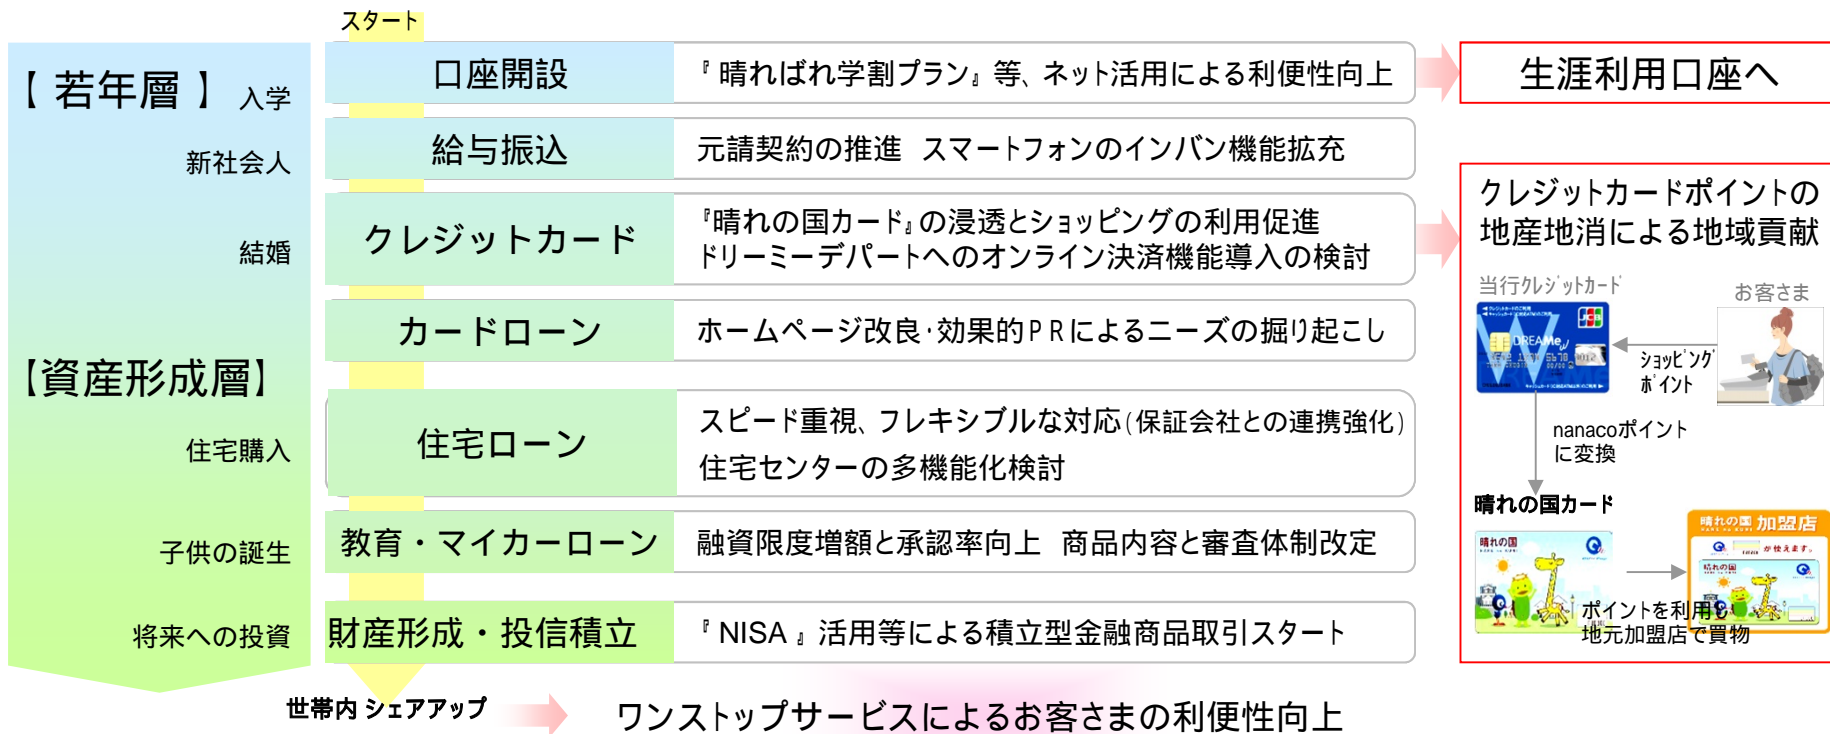 スタート
【 若年層 】 入学
口座開設
『 晴ればれ学割プラン』 等、ネット活用による利便性向上
生涯利用口座へ
新社会人
給与振込
元請契約の推進 スマートフォンのインバン機能拡充
結婚
クレジットカード
『晴れの国カード』の浸透とショッピングの利用促進
ドリーミーデパートへのオンライン決済機能導入の検討
カードローン
ホームページ改良・効果的PRによるニーズの掘り起こし
【資産形成層】
住宅購入
住宅ローン
スピード重視、フレキシブルな対応(保証会社との連携強化)
住宅センターの多機能化検討
子供の誕生
教育・マイカーローン
融資限度増額と承認率向上 商品内容と審査体制改定
将来への投資
財産形成・投信積立
『 NISA 』 活用等による積立型金融商品取引スタート
世帯内 シェアアップ
ワンストップサービスによるお客さまの利便性向上
クレジットカードポイントの
地産地消による地域貢献
当行クレジットカード
お客さま
JCB
DREAMe
ショッピング
ポイント
nanacoポイント
に変換
晴れの国カード
晴れの国
晴れの国 加盟店
が使えます。
晴れの国
ポイントを利用し
地元加盟店で買物